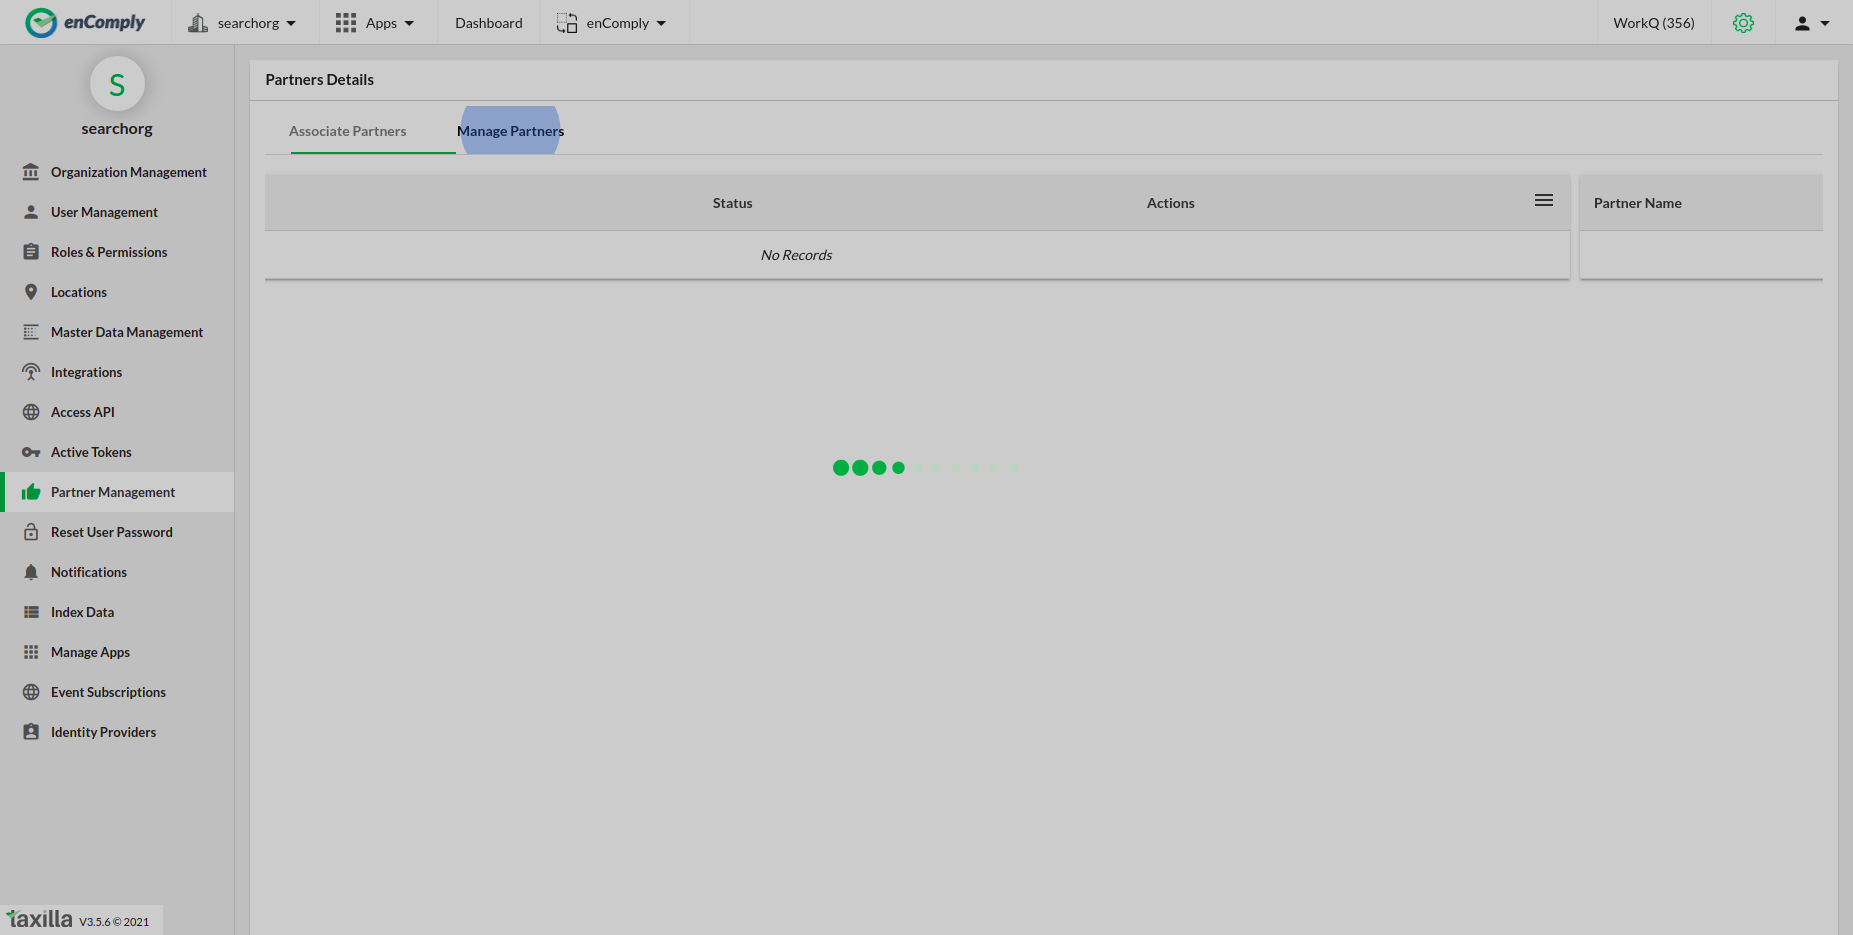 enComply
searchorg
Apps
Dashboard
enComply
WorkQ (356)
S
searchorg
Organization Management
User Management
Roles & Permissions
Locations
Master Data Management
Integrations
Access API
Active Tokens
Partner Management
Reset User Password
Notifications
Index Data
Manage Apps
Event Subscriptions
Identity Providers
taxilla V3.5.6 © 2021
Partners Details
Associate Partners
Manage Partners
Status
Actions
Partner Name
No Records